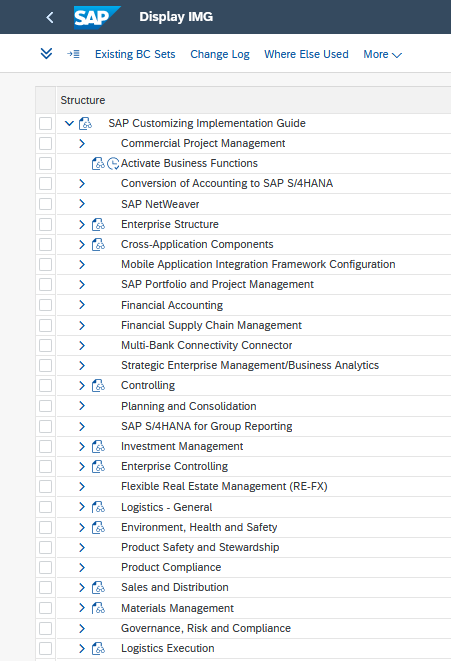 SAP Display IMG
Existing BC Sets Change Log Where Else Used More
Structure
SAP Customizing Implementation Guide
Commercial Project Management
Activate Business Functions
Conversion of Accounting to SAP S/4HANA
SAP NetWeaver
Enterprise Structure
Cross-Application Components
Mobile Application Integration Framework Configuration
SAP Portfolio and Project Management
Financial Accounting
Financial Supply Chain Management
Multi-Bank Connectivity Connector
Strategic Enterprise Management/Business Analytics
Controlling
Planning and Consolidation
SAP S/4HANA for Group Reporting
Investment Management
Enterprise Controlling
Flexible Real Estate Management (RE-FX)
Logistics - General
Environment, Health and Safety
Product Safety and Stewardship
Product Compliance
Sales and Distribution
Materials Management
Governance, Risk and Compliance
Logistics Execution